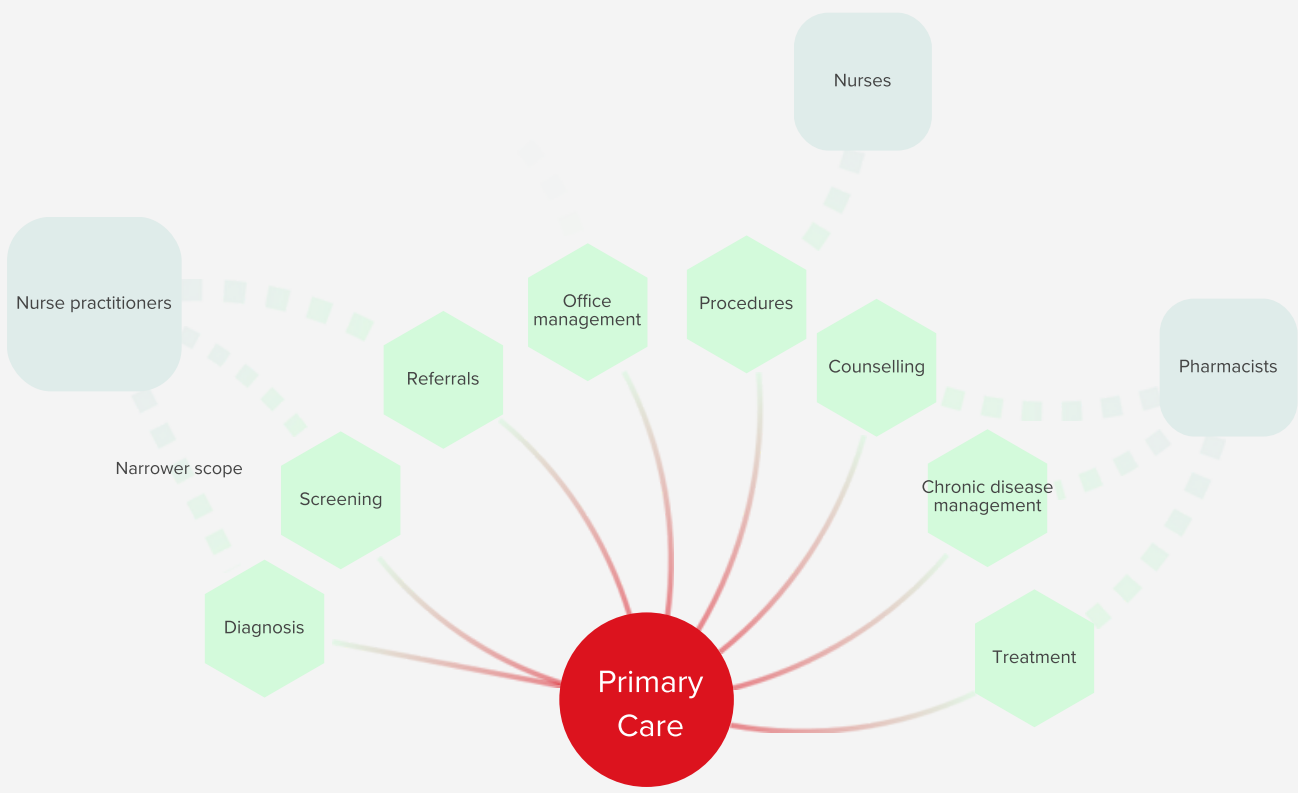 Nurses
Nurse practitioners
Office
management
Procedures
Referrals
Counselling
Pharmacists
Narrower scope
Screening
Chronic disease
management
Diagnosis
Treatment
Primary
Care